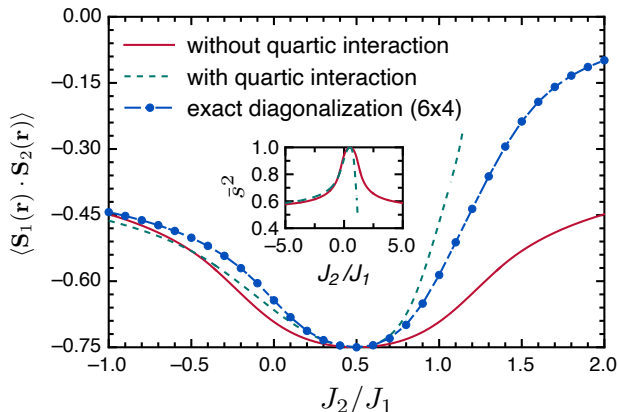 0.00
−0.15
−0.30
−0.45
−0.60
−0.75
⟨S₁(r) · S₂(r)⟩
without quartic interaction
with quartic interaction
exact diagonalization (6x4)
s̄²
1.0
0.8
0.6
0.4
−5.0 0.0 5.0
J₂/J₁
−1.0 −0.5 0.0 0.5 1.0 1.5 2.0
J₂/J₁